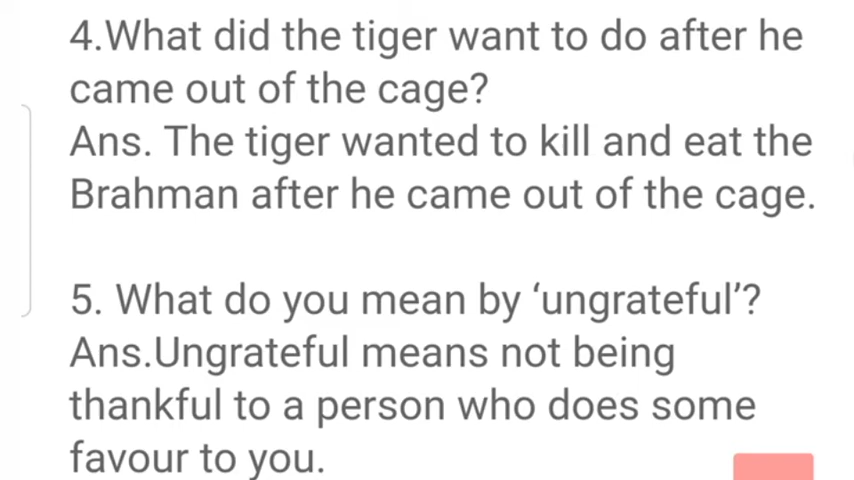 4.What did the tiger want to do after he
came out of the cage?
Ans. The tiger wanted to kill and eat the
Brahman after he came out of the cage.
5. What do you mean by ‘ungrateful’?
Ans.Ungrateful means not being
thankful to a person who does some
favour to you.